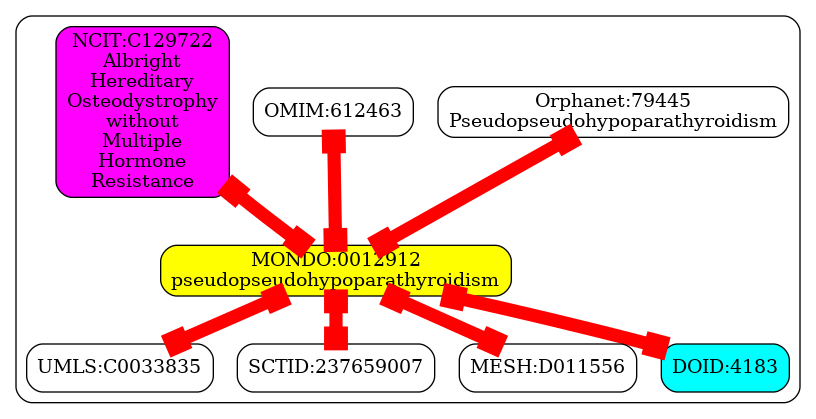 NCIT:C129722
Albright
Hereditary
Osteodystrophy
without
Multiple
Hormone
Resistance
OMIM:612463
Orphanet:79445
Pseudopseudohypoparathyroidism
MONDO:0012912
pseudopseudohypoparathyroidism
UMLS:C0033835
SCTID:237659007
MESH:D011556
DOID:4183